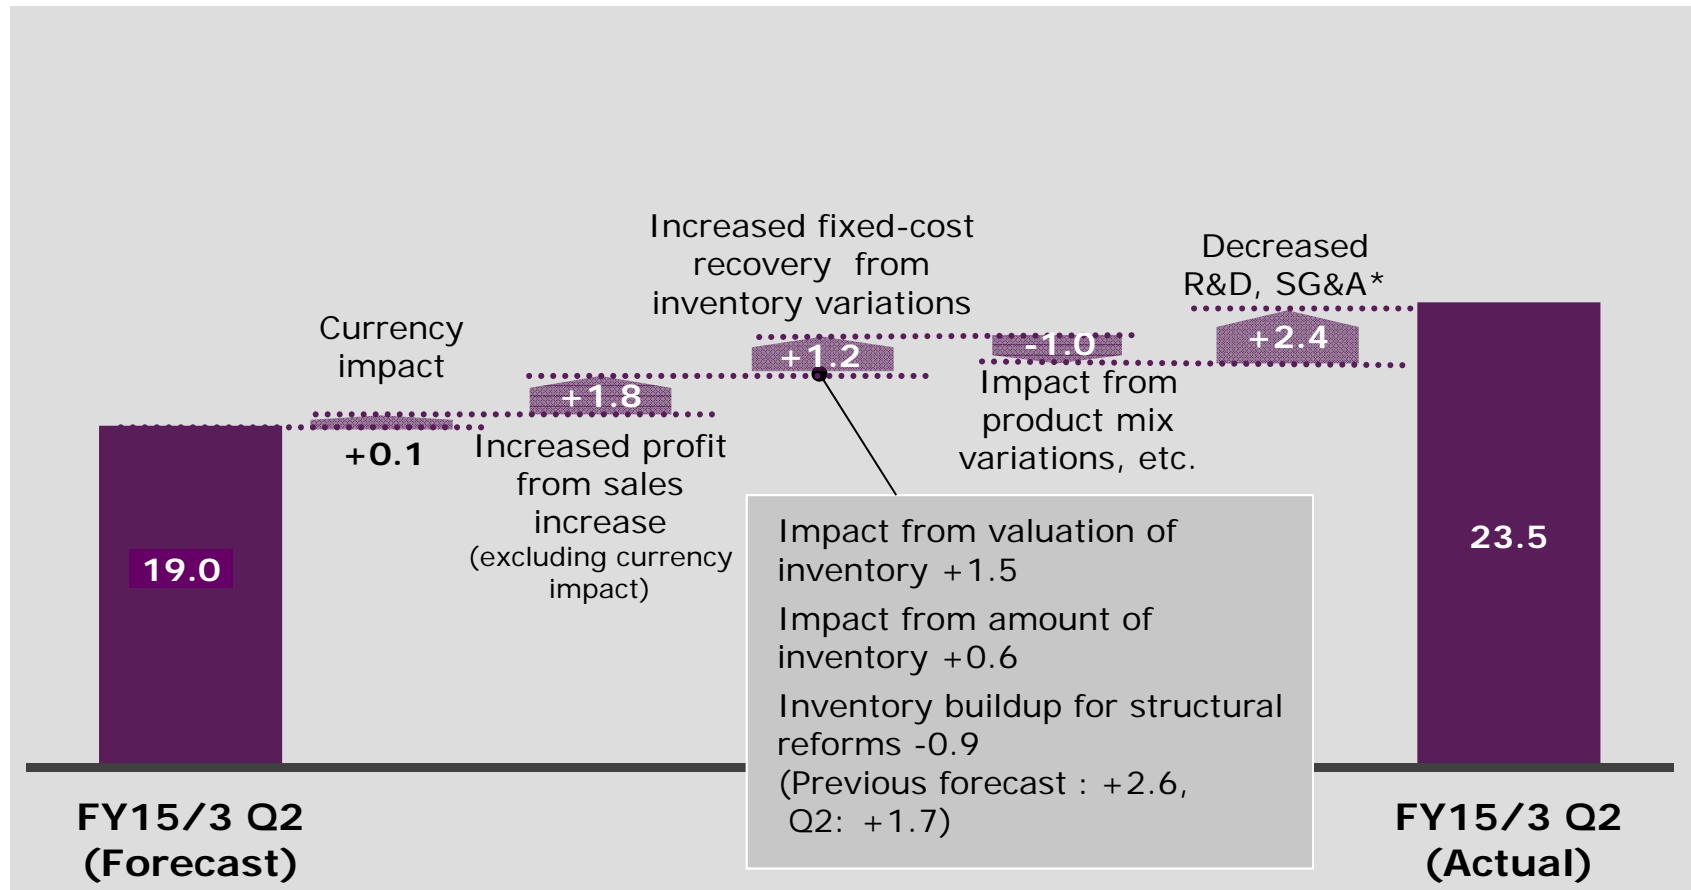 Increased fixed-cost
recovery from
inventory variations
Decreased
R&D, SG&A*
Currency
impact
+1.2
-1.0
+2.4
+1.8
+0.1
Impact from
product mix
variations, etc.
Increased profit
from sales
increase
(excluding currency
impact)
19.0
23.5
Impact from valuation of
inventory +1.5
Impact from amount of
inventory +0.6
Inventory buildup for structural
reforms -0.9
(Previous forecast : +2.6,
Q2: +1.7)
FY15/3 Q2
(Forecast)
FY15/3 Q2
(Actual)